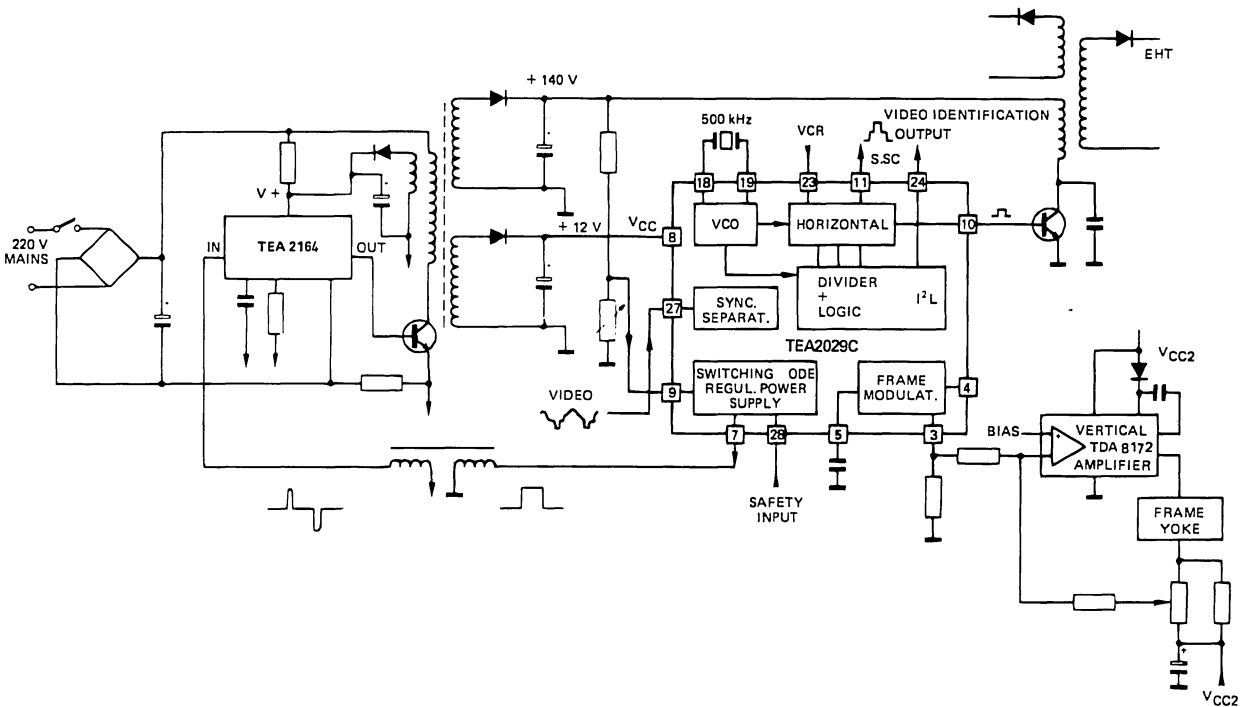 EHT
+ 140 V
500 kHz
VCR
VIDEO IDENTIFICATION
OUTPUT
S.SC
18
19
23
11
24
V +
220 V
MAINS
IN
TEA 2164
OUT
+ 12 V
VCC
8
VCO
HORIZONTAL
10
DIVIDER
+
LOGIC
I²L
27
SYNC.
SEPARAT.
TEA2029C
VIDEO
9
SWITCHING ODE
REGUL. POWER
SUPPLY
FRAME
MODULAT.
4
7
28
5
3
SAFETY
INPUT
VCC2
BIAS
+
VERTICAL
TDA 8172
AMPLIFIER
FRAME
YOKE
+
VCC2